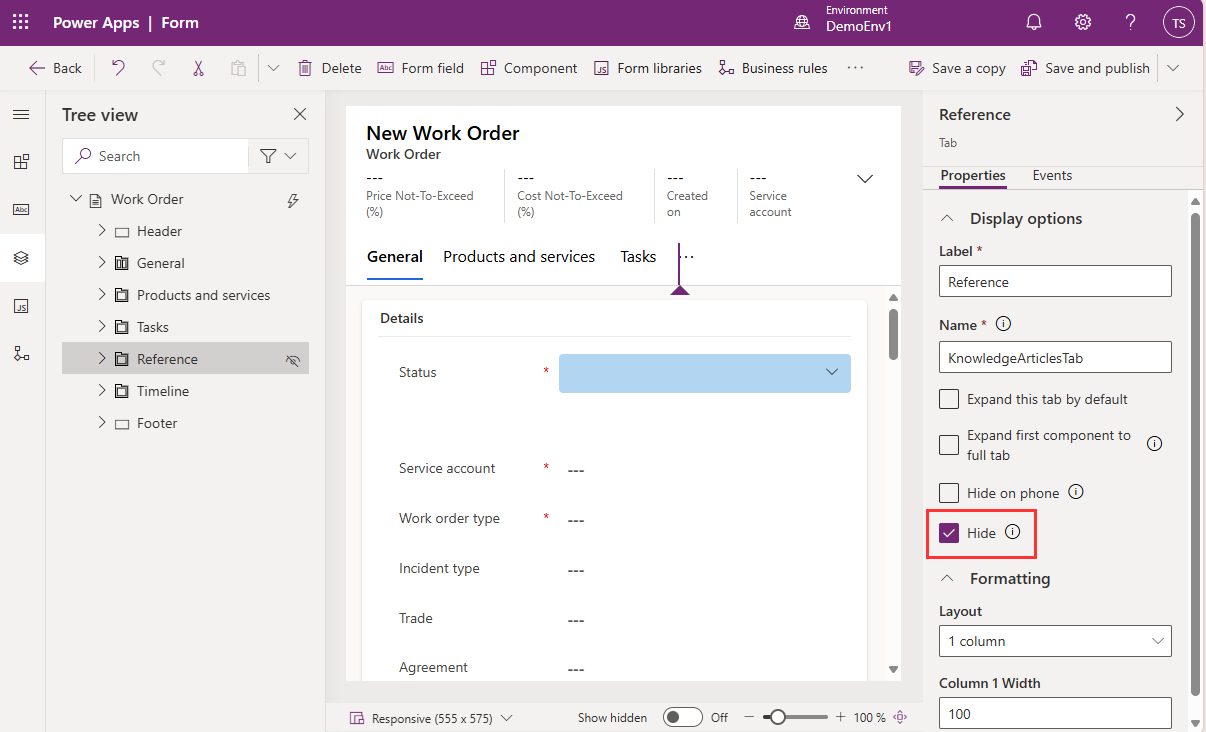 Power Apps | Form
Environment
DemoEnv1
TS
Back
Delete
Abc
Form field
Component
JS
Form libraries
Business rules
...
Save a copy
Save and publish
Tree view
Search
Work Order
Header
General
Products and services
Tasks
Reference
Timeline
Footer
Abc
JS
New Work Order
Work Order
---
Price Not-To-Exceed
(%)
---
Cost Not-To-Exceed
(%)
---
Created
on
---
Service
account
General
Products and services
Tasks
...
Details
Status
*
Service account
*
---
Work order type
*
---
Incident type
---
Trade
---
Agreement
---
Responsive (555 x 575)
Show hidden
Off
100 %
Reference
Tab
Properties
Events
Display options
Label *
Reference
Name *
KnowledgeArticlesTab
Expand this tab by default
Expand first component to
full tab
Hide on phone
Hide
Formatting
Layout
1 column
Column 1 Width
100